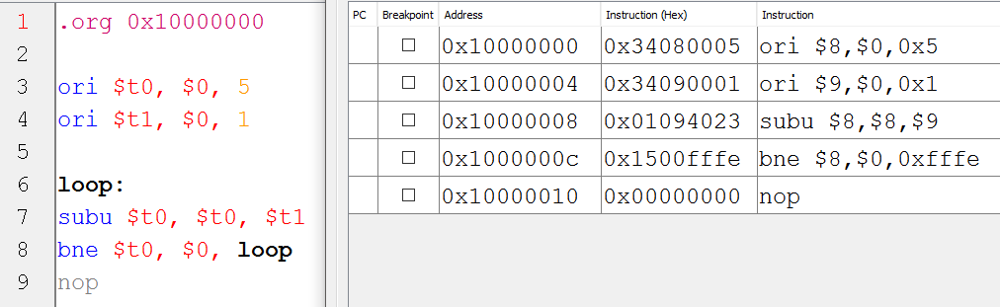 1 .org 0x10000000
2
3 ori $t0, $0, 5
4 ori $t1, $0, 1
5
6 loop:
7 subu $t0, $t0, $t1
8 bne $t0, $0, loop
9 nop
PC Breakpoint Address Instruction (Hex) Instruction
0x10000000 0x34080005 ori $8,$0,0x5
0x10000004 0x34090001 ori $9,$0,0x1
0x10000008 0x01094023 subu $8,$8,$9
0x1000000c 0x1500fffe bne $8,$0,0xfffe
0x10000010 0x00000000 nop